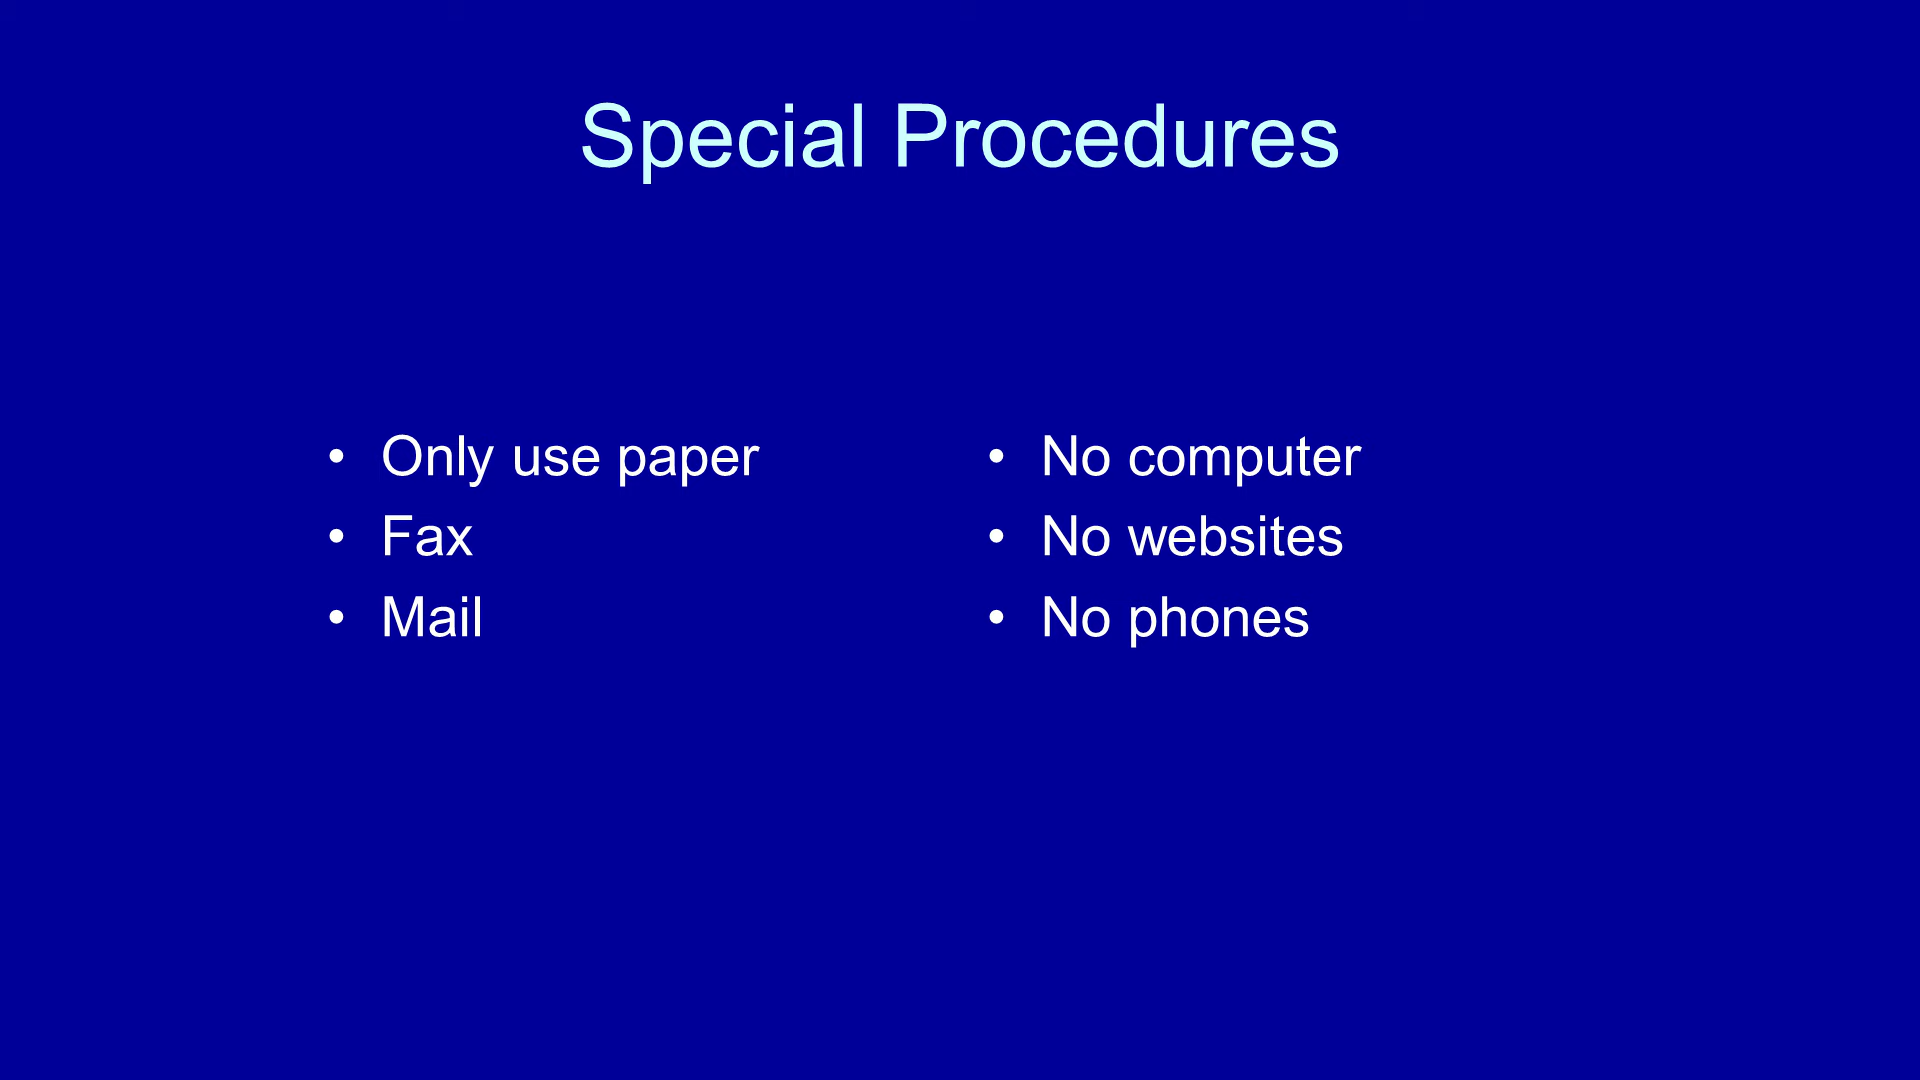 Special Procedures
• Only use paper
• Fax
• Mail
• No computer
• No websites
• No phones